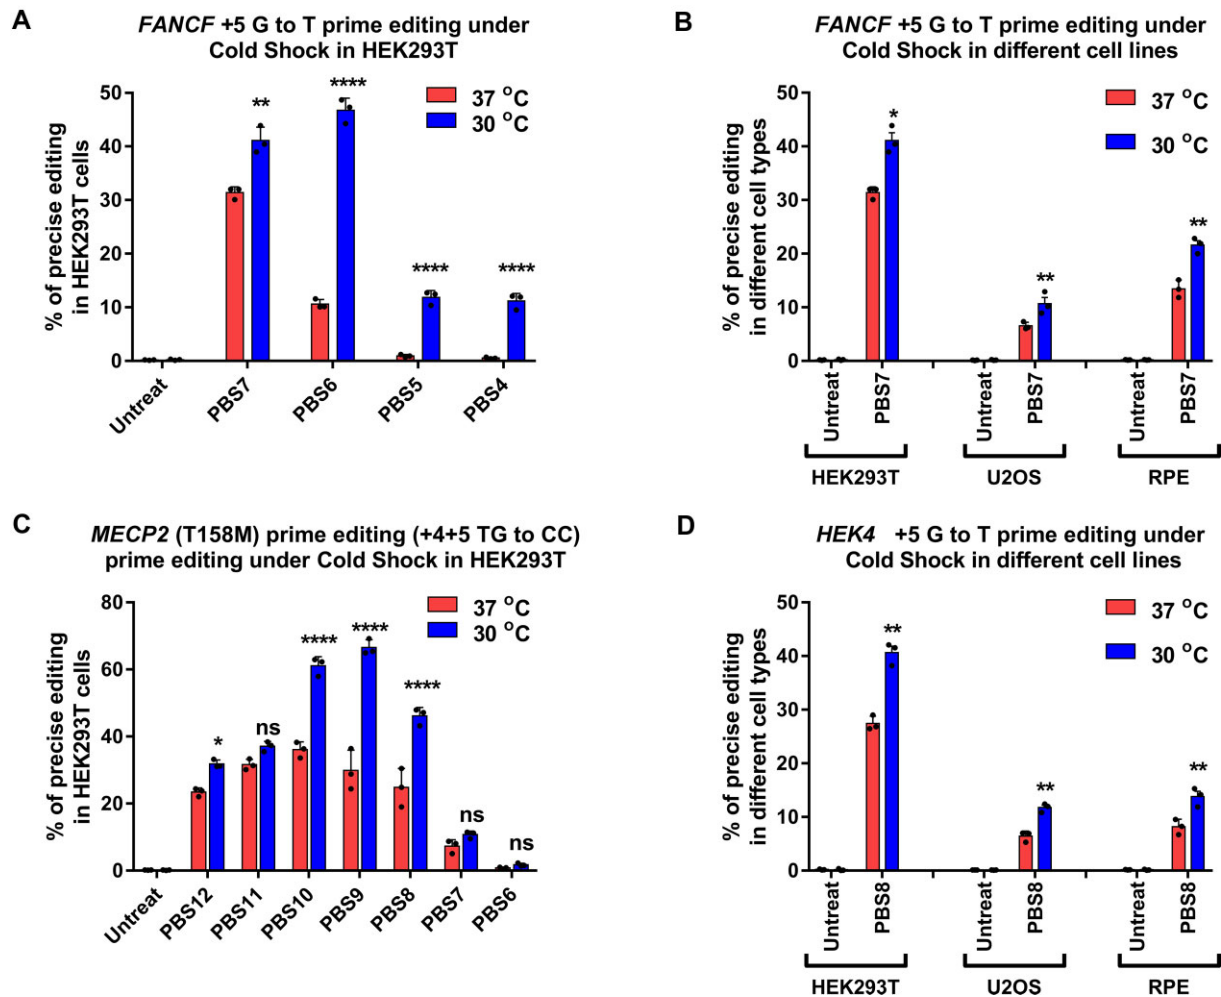 A
FANCF +5 G to T prime editing under
Cold Shock in HEK293T
% of precise editing
in HEK293T cells
50
40
30
20
10
0
37 °C
30 °C
**
****
****
****
Untreat
PBS7
PBS6
PBS5
PBS4
B
FANCF +5 G to T prime editing under
Cold Shock in different cell lines
% of precise editing
in different cell types
50
40
30
20
10
0
37 °C
30 °C
*
**
**
Untreat
PBS7
Untreat
PBS7
Untreat
PBS7
HEK293T
U2OS
RPE
C
MECP2 (T158M) prime editing (+4+5 TG to CC)
prime editing under Cold Shock in HEK293T
% of precise editing
in HEK293T cells
80
60
40
20
0
37 °C
30 °C
*
ns
****
****
****
ns
ns
Untreat
PBS12
PBS11
PBS10
PBS9
PBS8
PBS7
PBS6
D
HEK4 +5 G to T prime editing under
Cold Shock in different cell lines
% of precise editing
in different cell types
50
40
30
20
10
0
37 °C
30 °C
**
**
**
Untreat
PBS8
Untreat
PBS8
Untreat
PBS8
HEK293T
U2OS
RPE